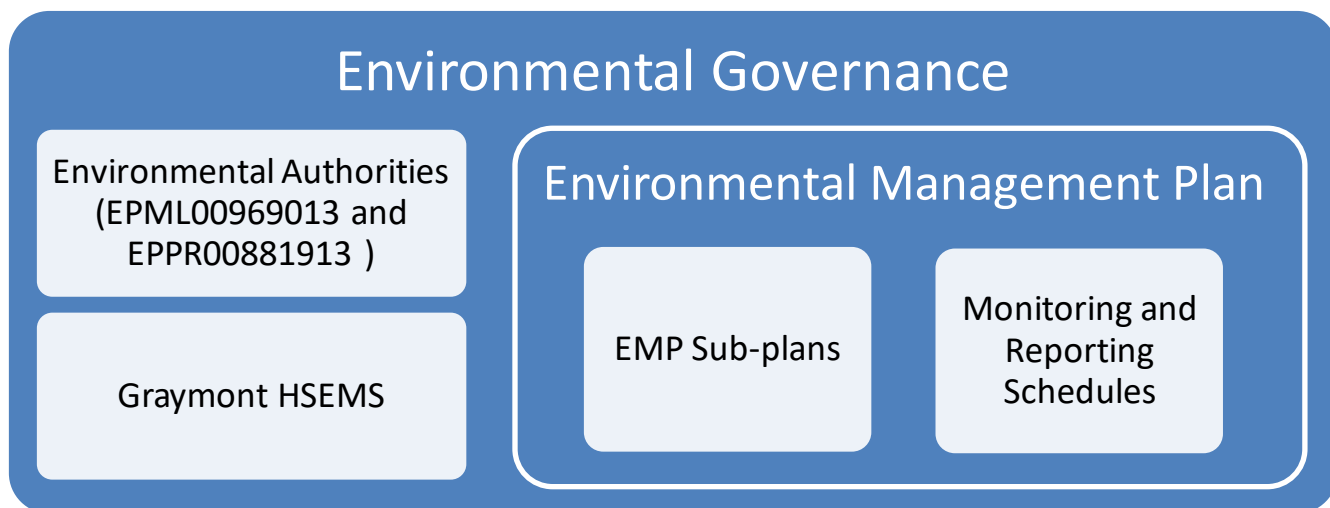 Environmental Governance
Environmental Authorities
(EPML00969013 and
EPPR00881913 )
Graymont HSEMS
Environmental Management Plan
EMP Sub-plans
Monitoring and
Reporting
Schedules